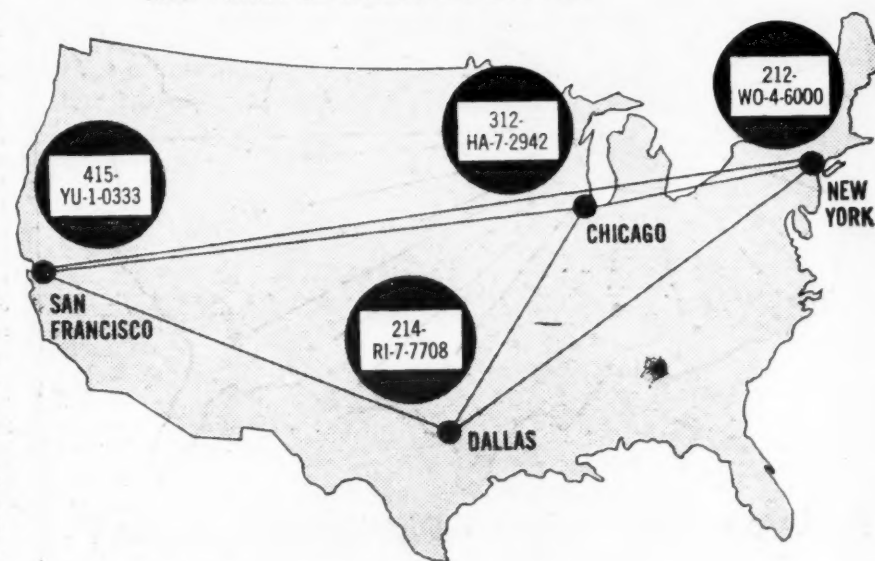 212-
WO-4-6000
312-
HA-7-2942
415-
YU-1-0333
NEW
YORK
CHICAGO
SAN
FRANCISCO
214-
RI-7-7708
DALLAS